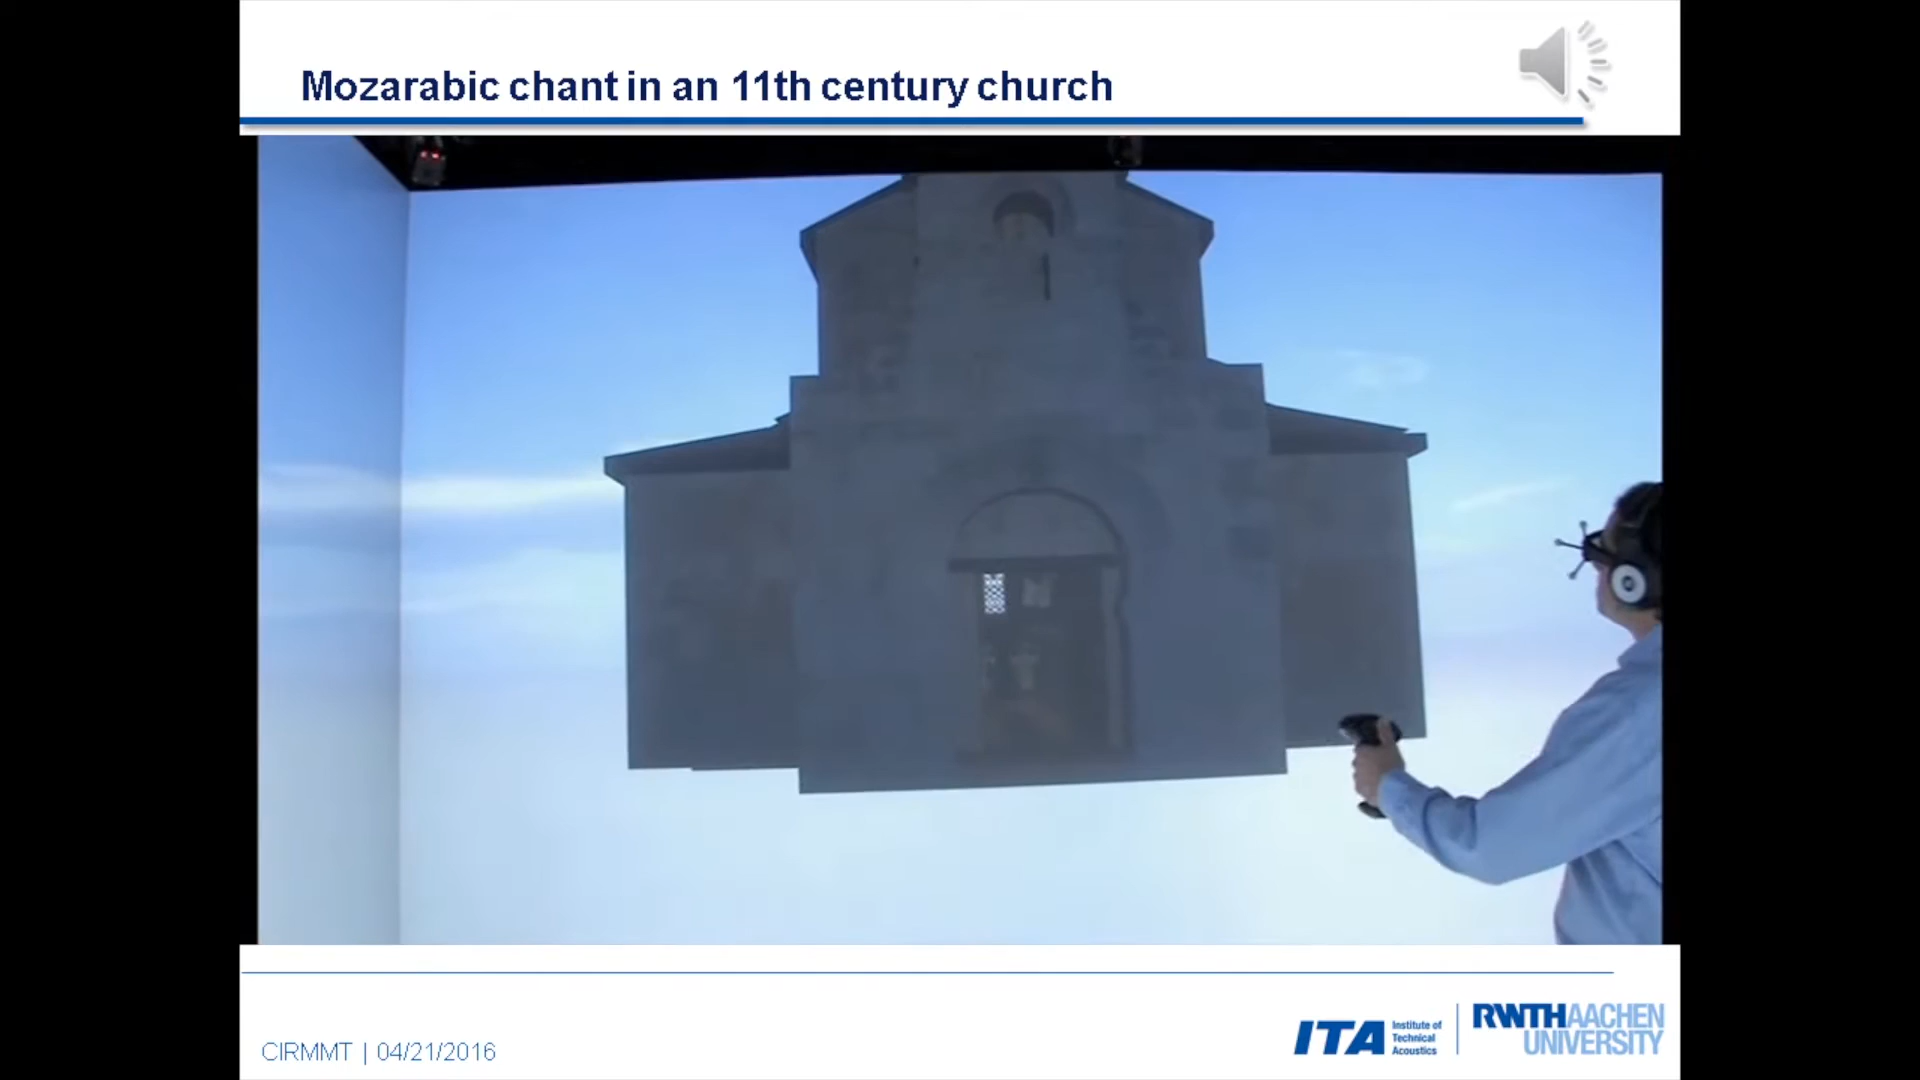 Mozarabic chant in an 11th century church
CIRMMT | 04/21/2016
ITA
Institute of
Technical
Acoustics
RWTHAACHEN
UNIVERSITY